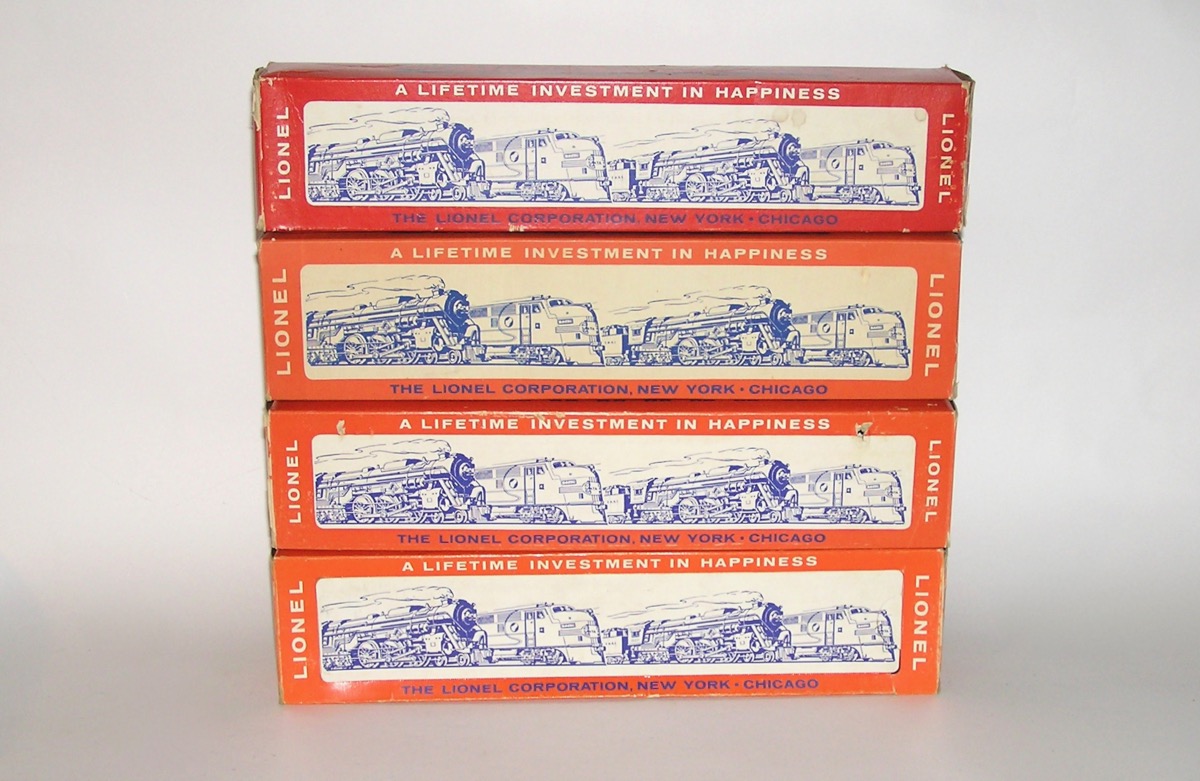 A LIFETIME INVESTMENT IN HAPPINESS
LIONEL
LIONEL
THE LIONEL CORPORATION, NEW YORK • CHICAGO
A LIFETIME INVESTMENT IN HAPPINESS
LIONEL
LIONEL
THE LIONEL CORPORATION, NEW YORK • CHICAGO
A LIFETIME INVESTMENT IN HAPPINESS
LIONEL
LIONEL
THE LIONEL CORPORATION, NEW YORK • CHICAGO
A LIFETIME INVESTMENT IN HAPPINESS
LIONEL
LIONEL
THE LIONEL CORPORATION, NEW YORK • CHICAGO